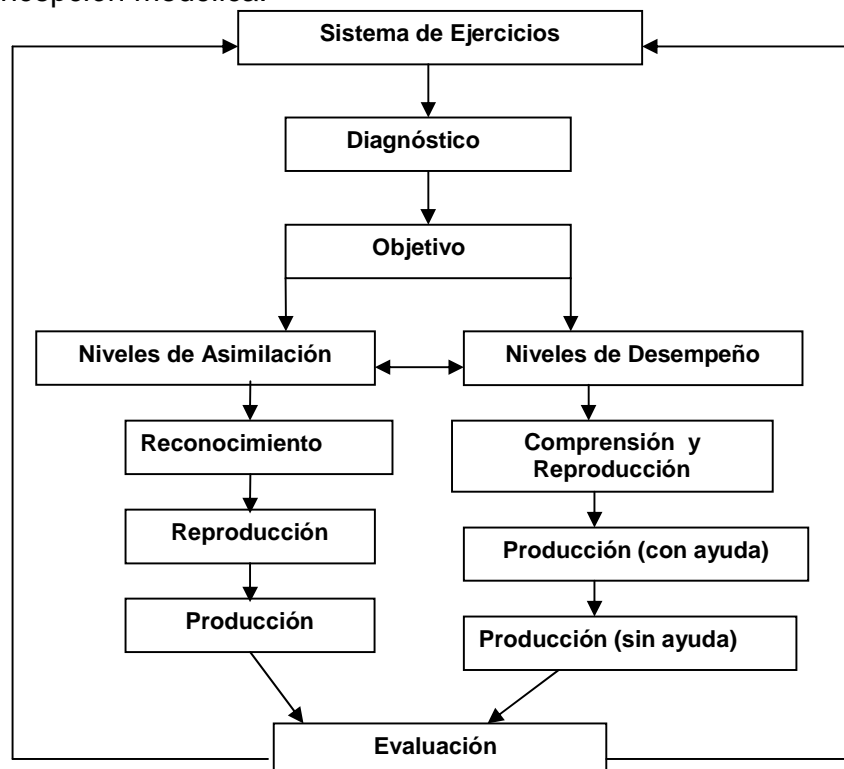 modélica.
Sistema de Ejercicios
Diagnóstico
Objetivo
Niveles de Asimilación
Niveles de Desempeño
Reconocimiento
Comprensión y
Reproducción
Reproducción
Producción (con ayuda)
Producción
Producción (sin ayuda)
Evaluación